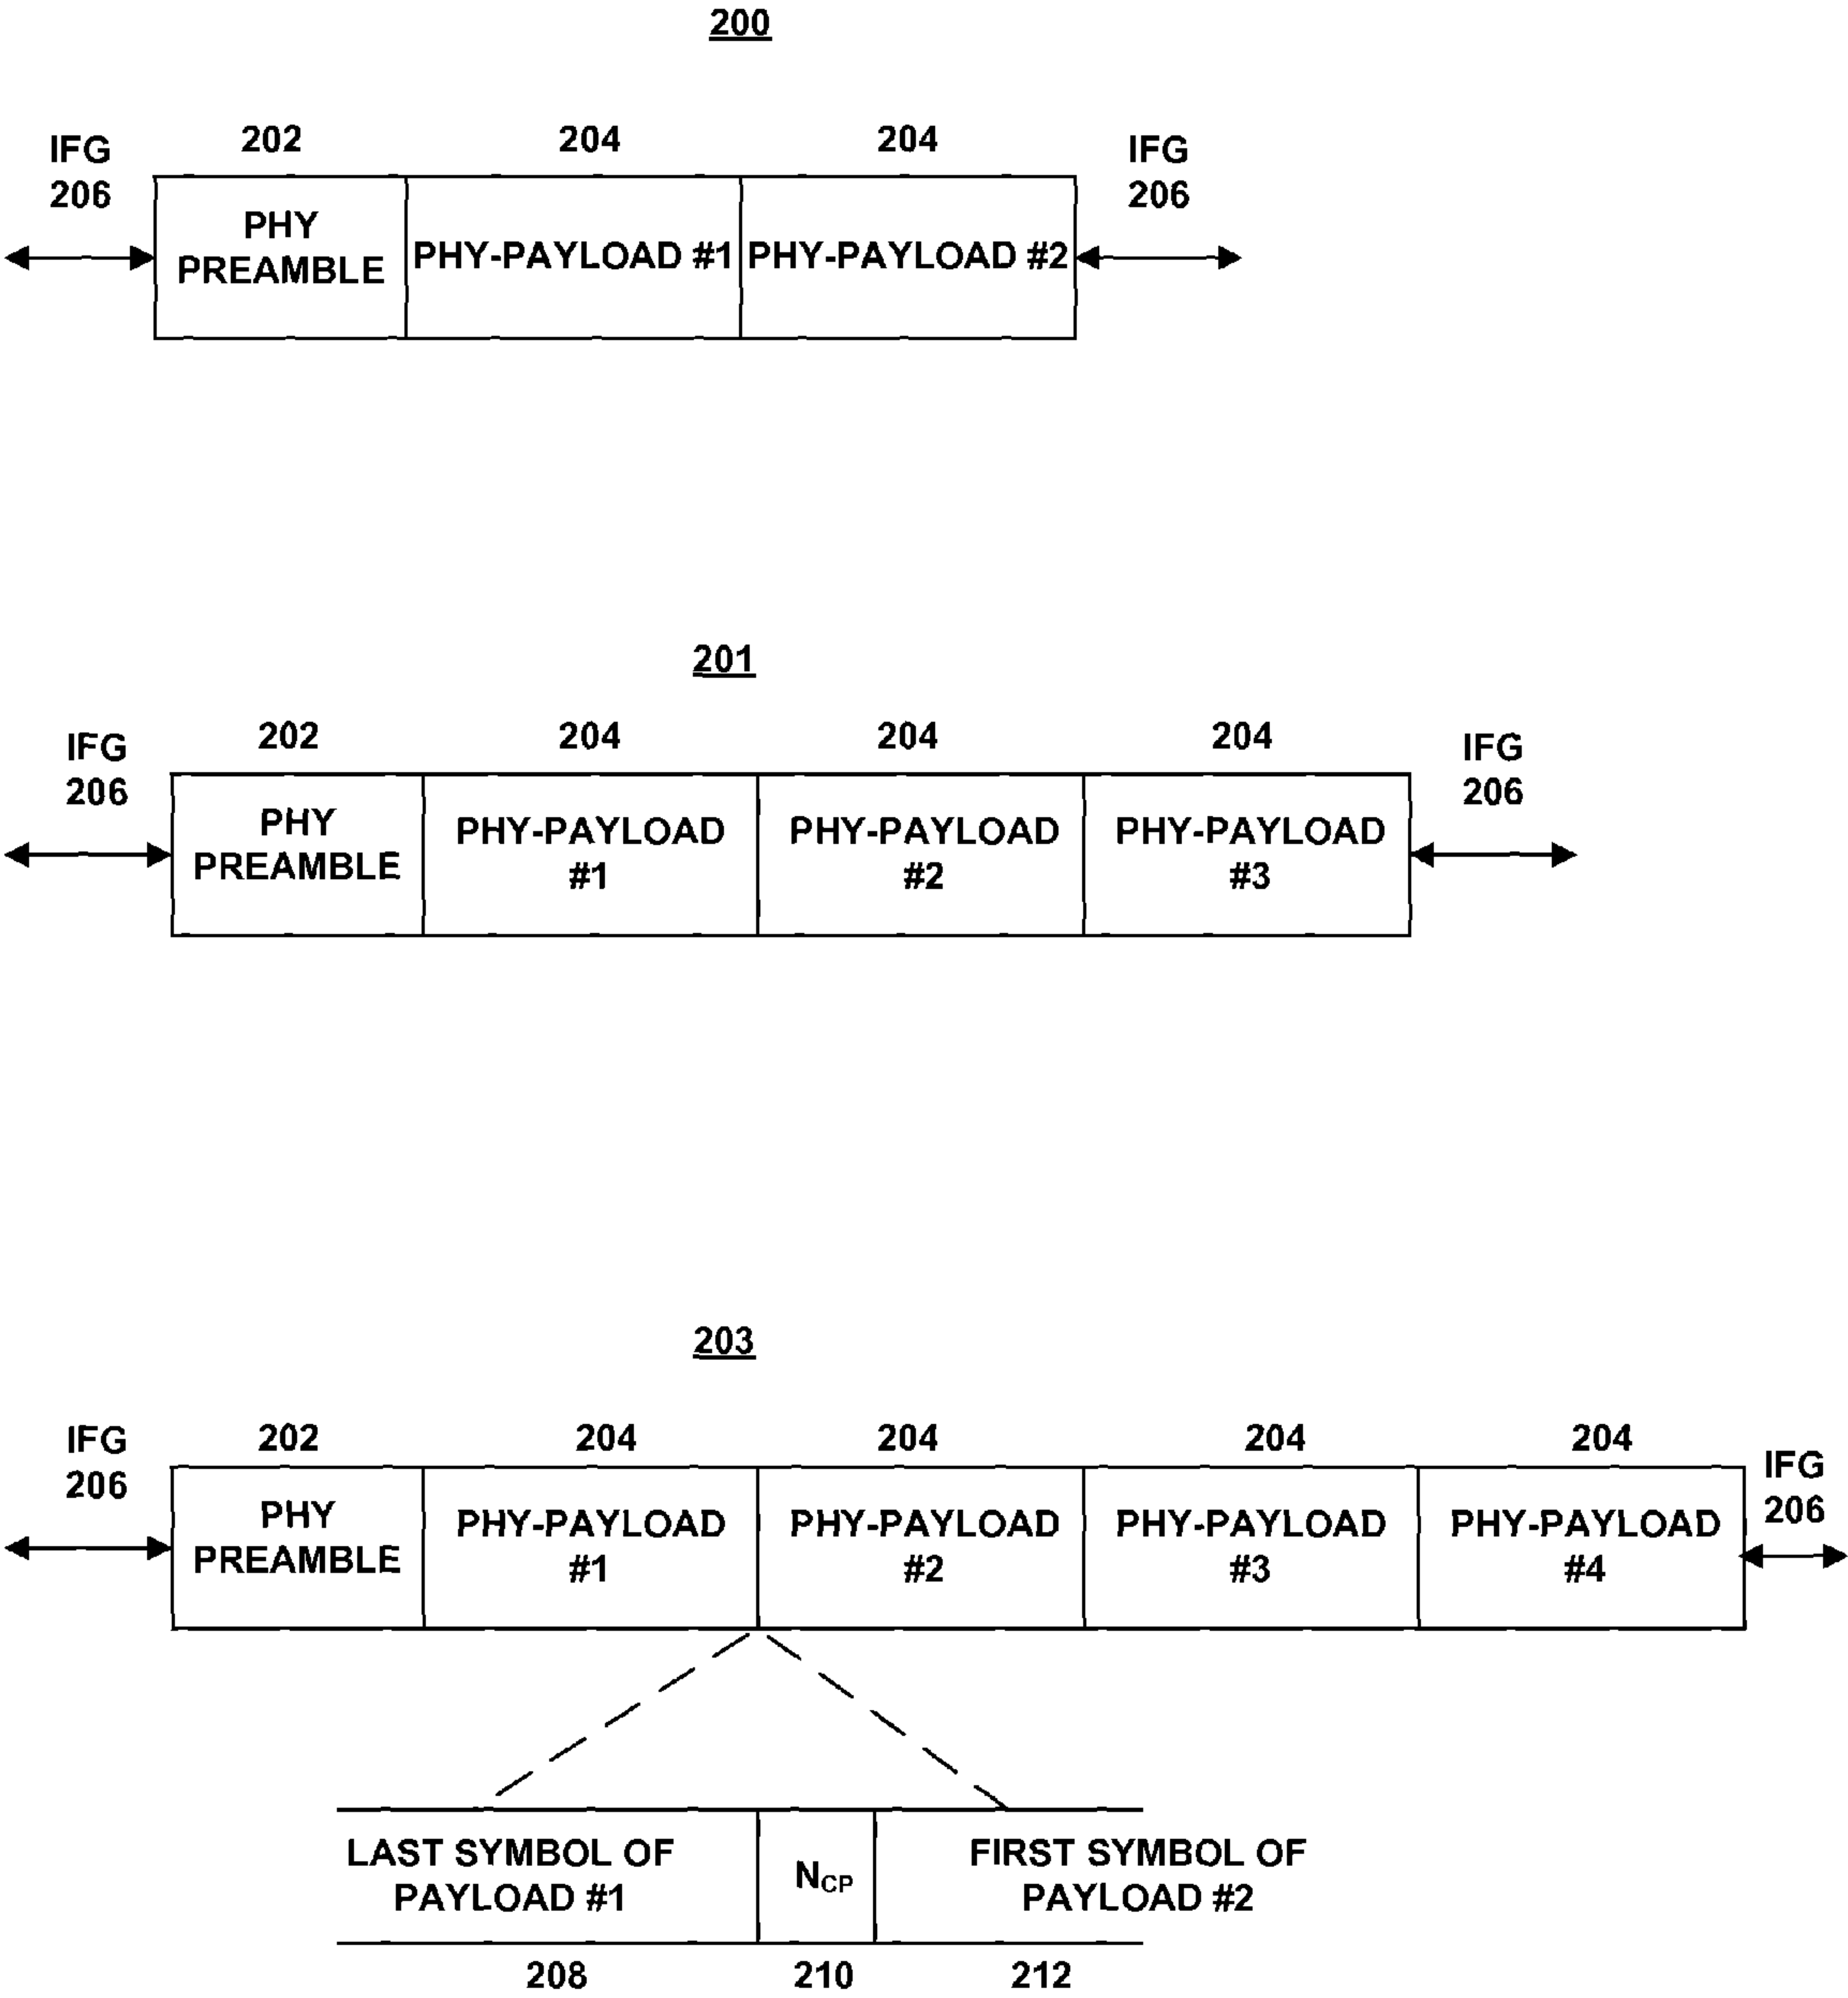 200
IFG
206
202
204
204
IFG
206
PHY
PREAMBLE
PHY-PAYLOAD #1
PHY-PAYLOAD #2
201
IFG
206
202
204
204
204
IFG
206
PHY
PREAMBLE
PHY-PAYLOAD
#1
PHY-PAYLOAD
#2
PHY-PAYLOAD
#3
203
IFG
206
202
204
204
204
204
IFG
206
PHY
PREAMBLE
PHY-PAYLOAD
#1
PHY-PAYLOAD
#2
PHY-PAYLOAD
#3
PHY-PAYLOAD
#4
LAST SYMBOL OF
PAYLOAD #1
NCP
FIRST SYMBOL OF
PAYLOAD #2
208
210
212